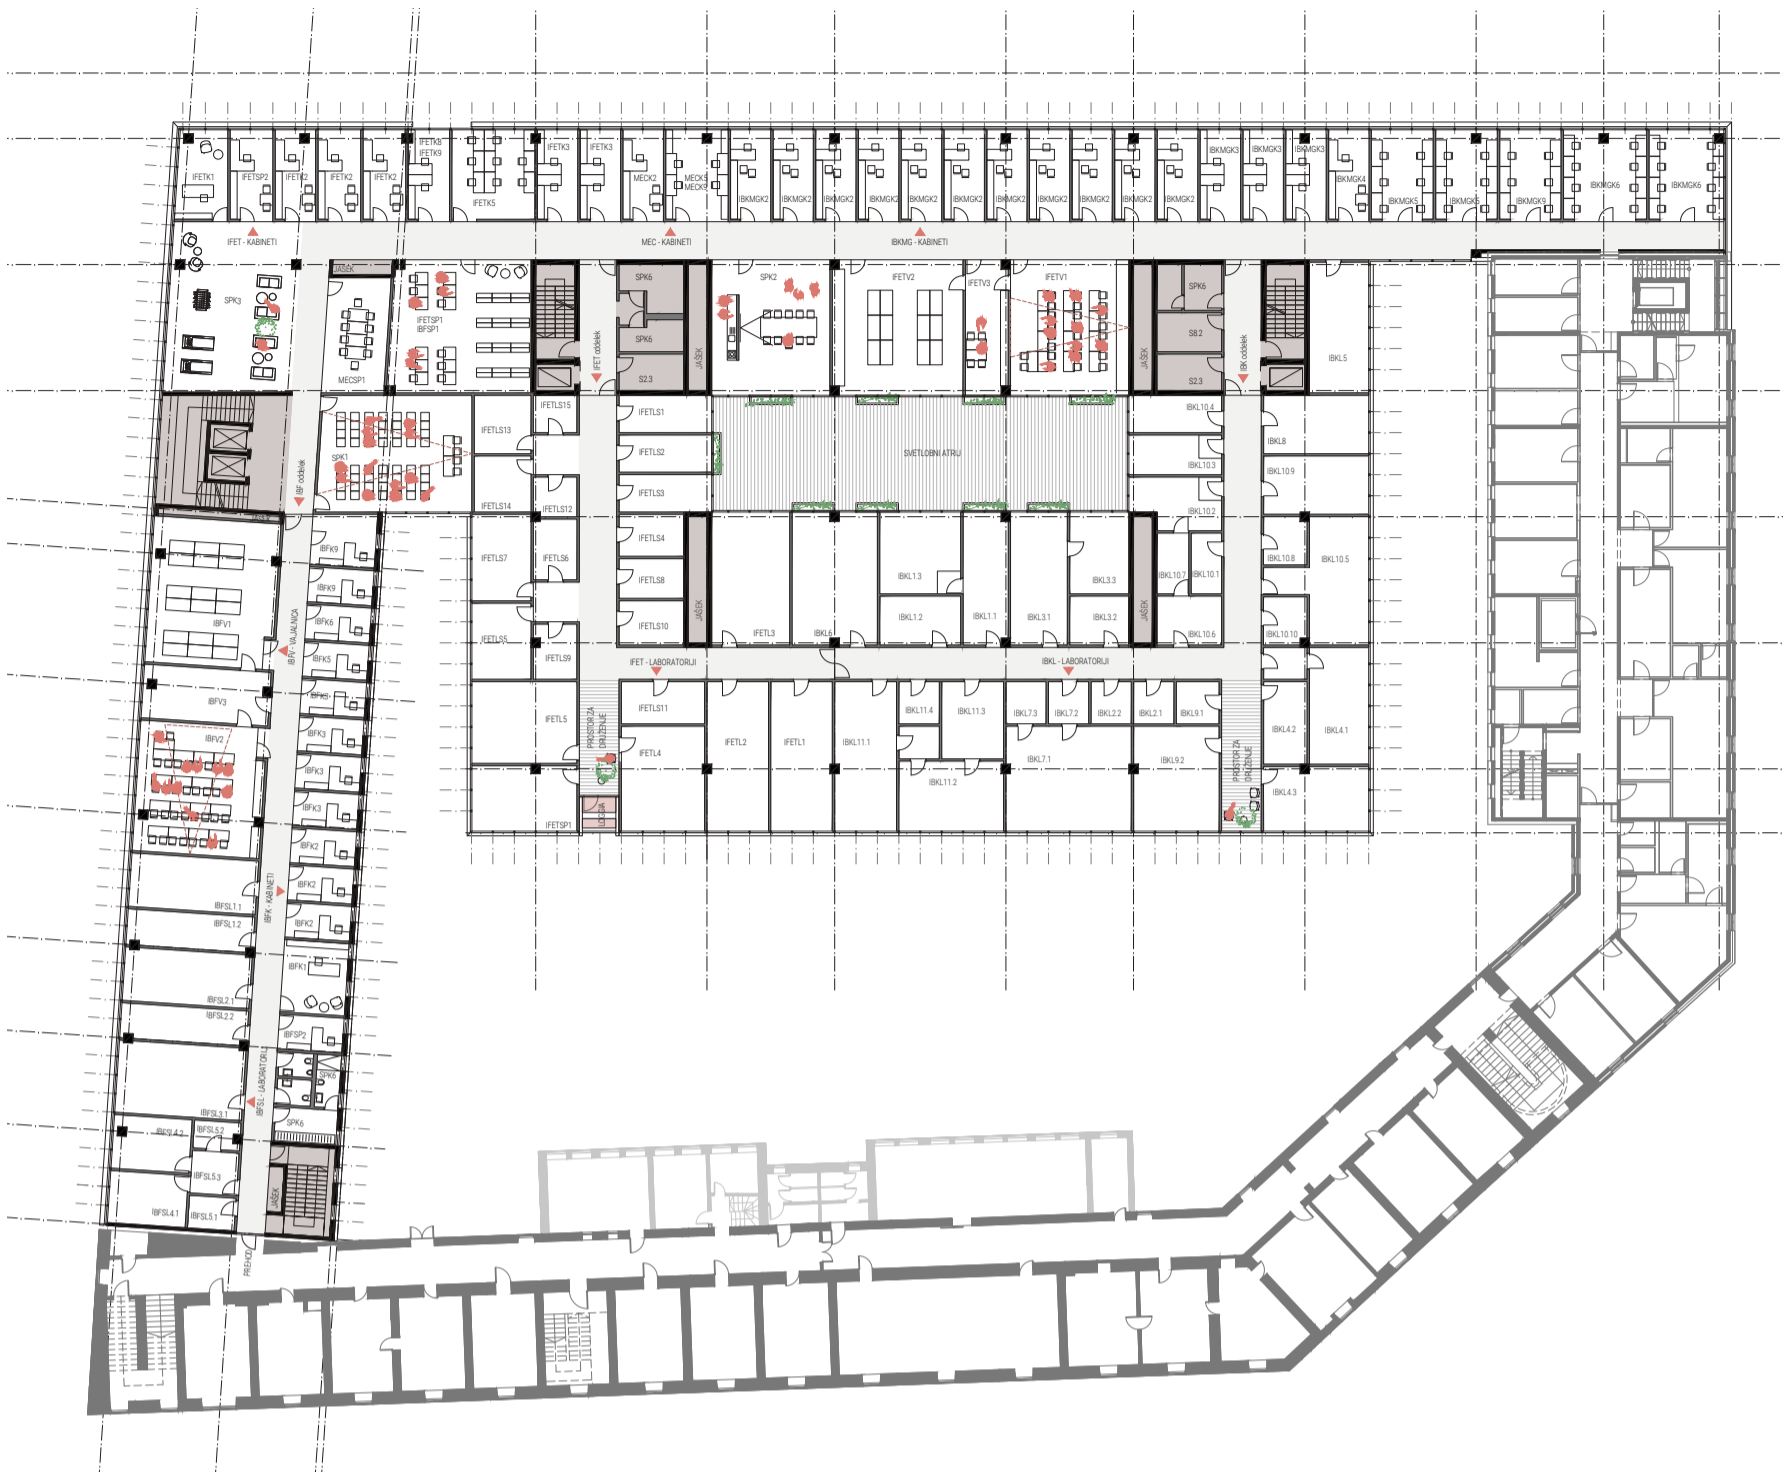 IFETK1
IFETSP2
IFETK2
IFETK2
IFETK2
IFETK8
IFETK9
IFETK5
IFETK3
IFETK3
MECK2
MECK5
MECK9
IBKMGK2
IBKMGK2
IBKMGK2
IBKMGK2
IBKMGK2
IBKMGK2
IBKMGK2
IBKMGK2
IBKMGK2
IBKMGK2
IBKMGK2
IBKMGK3
IBKMGK3
IBKMGK3
IBKMGK4
IBKMGK5
IBKMGK5
IBKMGK9
IBKMGK6
IBKMGK6
IFET - KABINETI
MEC - KABINETI
IBKMG - KABINETI
SPK3
JAŠEK
MECSP1
IFETSP1
IBFSP1
IFET oddelek
SPK6
SPK6
S2.3
JAŠEK
SPK2
IFETV2
IFETV3
IFETV1
JAŠEK
SPK6
S8.2
S2.3
IBK oddelek
IBKL5
IBF oddelek
SPK1
IFETLS13
IFETLS14
IFETLS15
IFETLS12
IFETLS1
IFETLS2
IFETLS3
SVETLOBNI ATRIJ
IBKL10.4
IBKL10.3
IBKL10.2
IBKL8
IBKL10.9
IFETLS7
IFETLS6
IFETLS5
IFETLS9
IFETLS4
IFETLS8
IFETLS10
JAŠEK
IFETL3
IBKL6
IBKL1.3
IBKL1.2
IBKL1.1
IBKL3.1
IBKL3.3
IBKL3.2
JAŠEK
IBKL10.7
IBKL10.1
IBKL10.6
IBKL10.8
IBKL10.5
IBKL10.10
IFET - LABORATORIJI
IBKL - LABORATORIJI
IFETL5
PROSTOR ZA
DRUŽENJE
IFETLS11
IFETL4
IFETL2
IFETL1
IBKL11.1
IBKL11.4
IBKL11.3
IBKL11.2
IBKL7.3
IBKL7.2
IBKL2.2
IBKL2.1
IBKL9.1
IBKL7.1
IBKL9.2
PROSTOR ZA
DRUŽENJE
IBKL4.2
IBKL4.1
IBKL4.3
IFETSP1
LOGGIA
IBFV1
IBFV - VAJALNICA
IBFV3
IBFV2
IBFK9
IBFK9
IBFK6
IBFK5
IBFK3
IBFK3
IBFK3
IBFK3
IBFK2
IBFK2
IBFK2
IBFK1
IBFSP2
IBFK - KABINETI
IBFSL1.1
IBFSL1.2
IBFSL2.1
IBFSL2.2
IBFSL - LABORATORIJI
SPK6
SPK6
IBFSL3.1
IBFSL4.2
IBFSL5.2
IBFSL5.3
IBFSL4.1
IBFSL5.1
JAŠEK
PREHOD